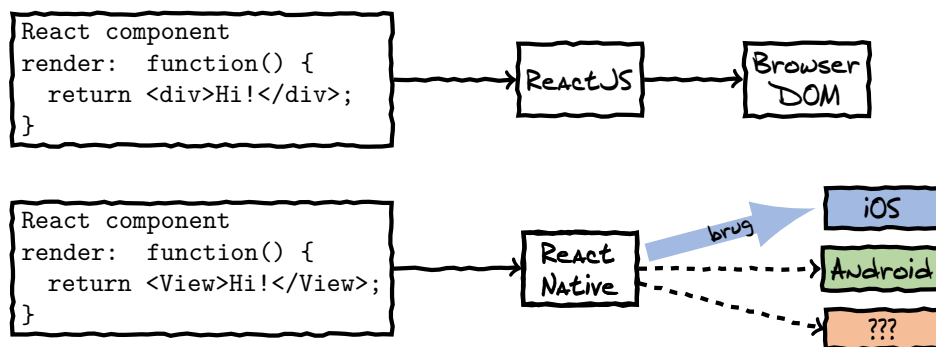 React component
render:  function() {
  return <div>Hi!</div>;
}
ReactJS
Browser
DOM
React component
render:  function() {
  return <View>Hi!</View>;
}
React
Native
brug
iOS
Android
???